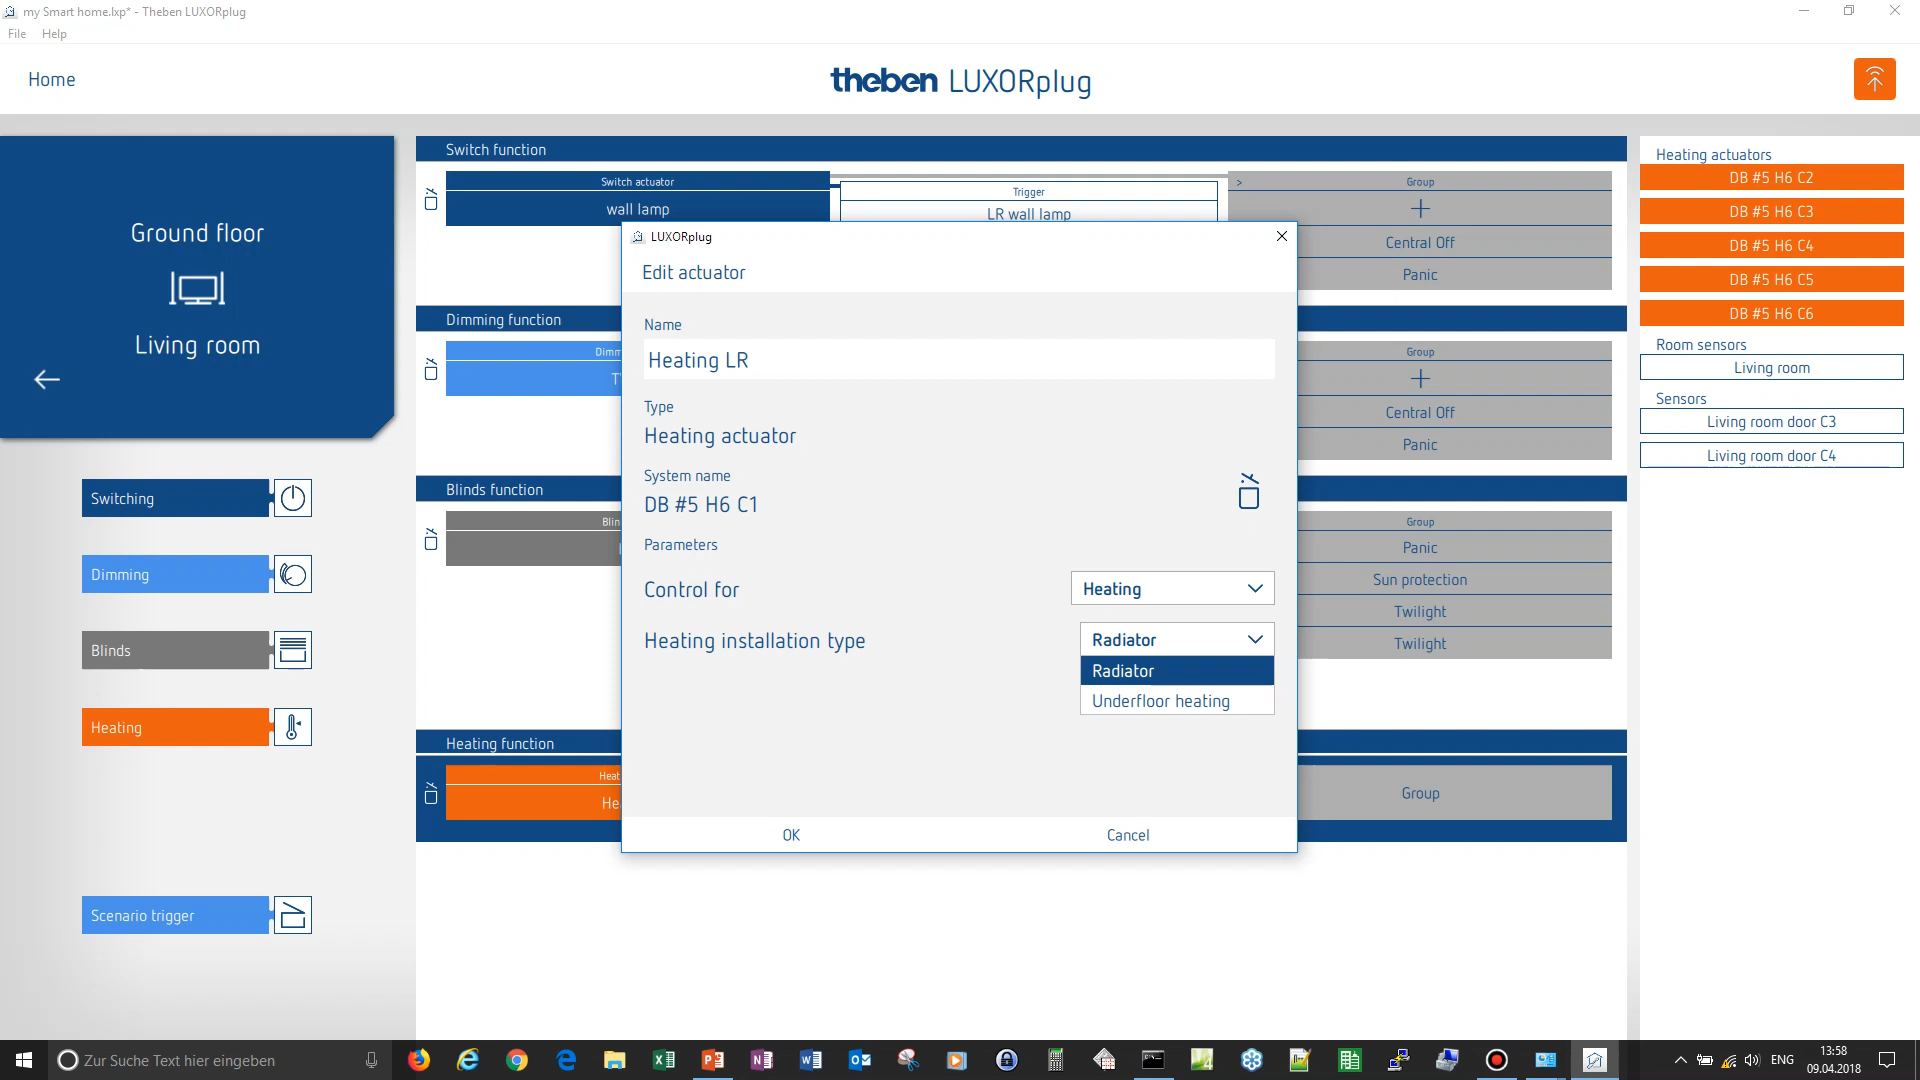 my Smart home.lxp* - Theben LUXORplug
File Help
Home
theben LUXORplug
Ground floor
Living room
Switching
Dimming
Blinds
Heating
Scenario trigger
Switch function
Switch actuator
wall lamp
Trigger
LR wall lamp
> Group
Central Off
Panic
Dimming function
Group
Central Off
Panic
Blinds function
Group
Panic
Sun protection
Twilight
Twilight
Heating function
Group
LUXORplug
Edit actuator
Name
Heating LR
Type
Heating actuator
System name
DB #5 H6 C1
Parameters
Control for
Heating
Heating installation type
Radiator
Radiator
Underfloor heating
OK
Cancel
Heating actuators
DB #5 H6 C2
DB #5 H6 C3
DB #5 H6 C4
DB #5 H6 C5
DB #5 H6 C6
Room sensors
Living room
Sensors
Living room door C3
Living room door C4
Zur Suche Text hier eingeben
ENG
13:58
09.04.2018